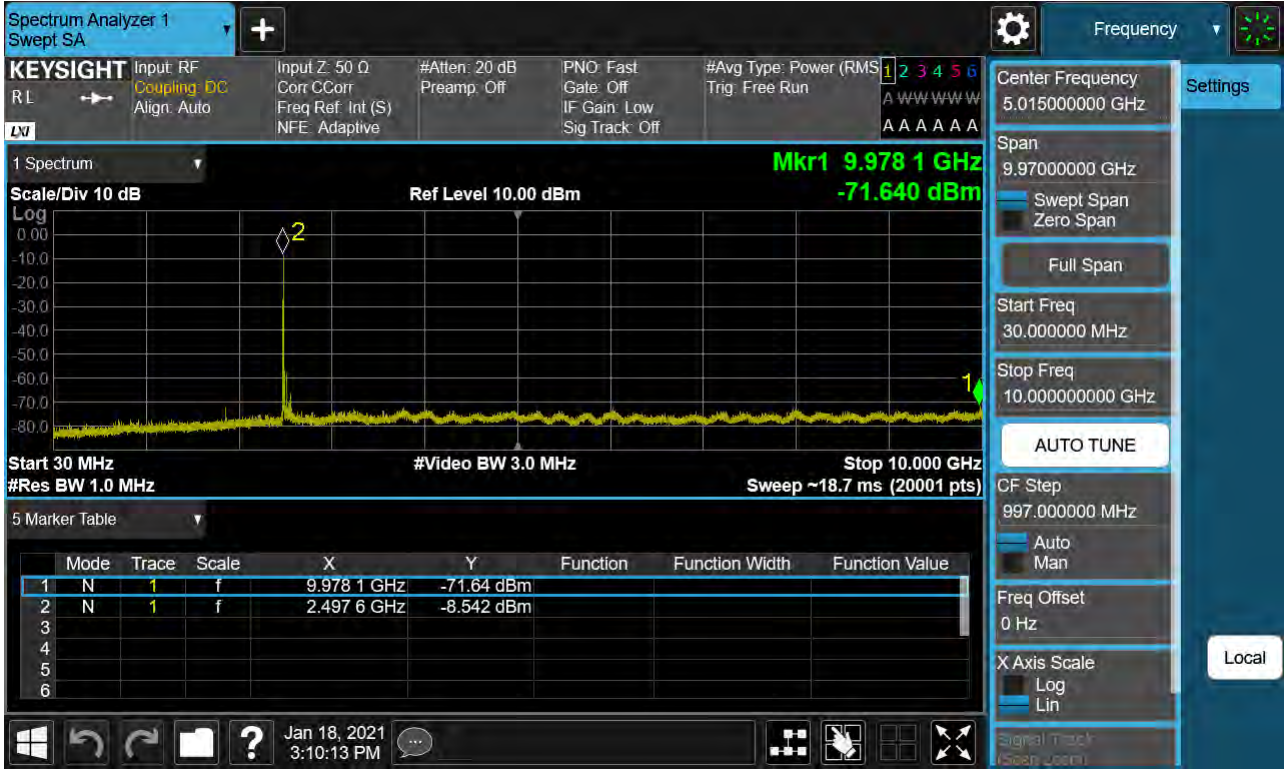 Spectrum Analyzer 1
Swept SA
+
Frequency
KEYSIGHT
RL
LXI
Input: RF
Coupling: DC
Align: Auto
Input Z: 50 Ω
Corr CCorr
Freq Ref: Int (S)
NFE: Adaptive
#Atten: 20 dB
Preamp: Off
PNO: Fast
Gate: Off
IF Gain: Low
Sig Track: Off
#Avg Type: Power (RMS
Trig: Free Run
1 2 3 4 5 6
A W W W W W
A A A A A A
1 Spectrum
Scale/Div 10 dB
Ref Level 10.00 dBm
Mkr1 9.978 1 GHz
-71.640 dBm
Log
0.00
-10.0
-20.0
-30.0
-40.0
-50.0
-60.0
-70.0
-80.0
2
1
Start 30 MHz
#Res BW 1.0 MHz
#Video BW 3.0 MHz
Stop 10.000 GHz
Sweep ~18.7 ms (20001 pts)
5 Marker Table
Mode Trace Scale X Y Function Function Width Function Value
1 N 1 f 9.978 1 GHz -71.64 dBm
2 N 1 f 2.497 6 GHz -8.542 dBm
3
4
5
6
Center Frequency
5.015000000 GHz
Span
9.97000000 GHz
Swept Span
Zero Span
Full Span
Start Freq
30.000000 MHz
Stop Freq
10.000000000 GHz
AUTO TUNE
CF Step
997.000000 MHz
Auto
Man
Freq Offset
0 Hz
X Axis Scale
Log
Lin
Signal Track
(Span Zoom)
Settings
Local
?
Jan 18, 2021
3:10:13 PM